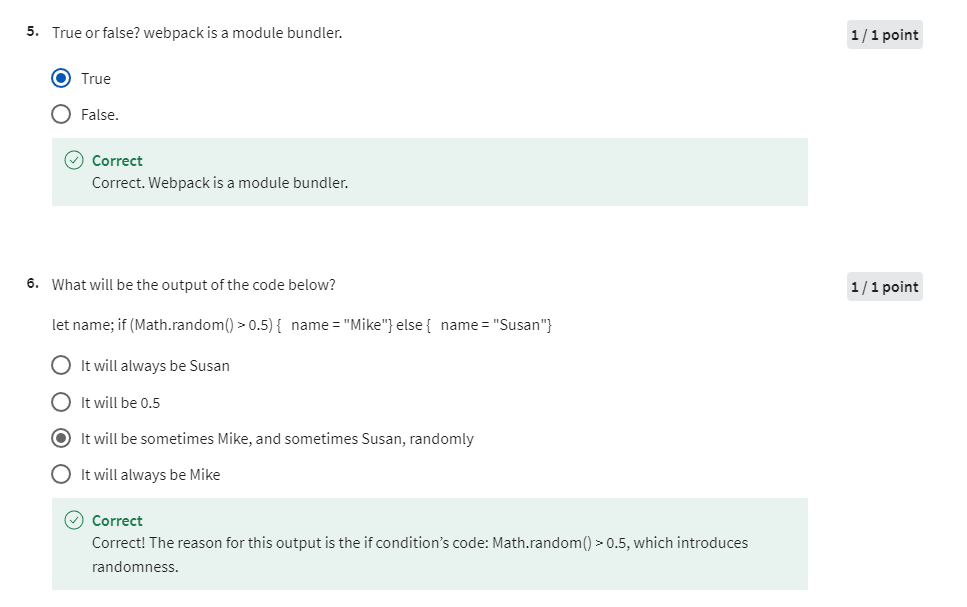 5. True or false? webpack is a module bundler.
1 / 1 point
True
False.
Correct
Correct. Webpack is a module bundler.
6. What will be the output of the code below?
1 / 1 point
let name; if (Math.random() > 0.5) {   name = "Mike"} else {   name = "Susan"}
It will always be Susan
It will be 0.5
It will be sometimes Mike, and sometimes Susan, randomly
It will always be Mike
Correct
Correct! The reason for this output is the if condition’s code: Math.random() > 0.5, which introduces
randomness.